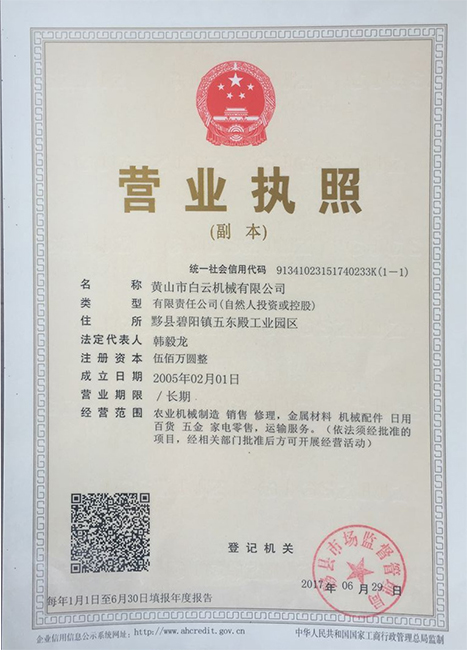 营业执照
(副 本)
统一社会信用代码 91341023151740233K(1-1)
名称 黄山市白云机械有限公司
类型 有限责任公司(自然人投资或控股)
住所 黟县碧阳镇五东殿工业园区
法定代表人 韩毅龙
注册资本 伍佰万圆整
成立日期 2005年02月01日
营业期限 /长期
经营范围 农业机械制造 销售 修理，金属材料 机械配件 日用
百货 五金 家电零售，运输服务。（依法须经批准的
项目，经相关部门批准后方可开展经营活动）
登记机关
黟县市场监督管理局
2017年 06月 29日
每年1月1日至6月30日填报年度报告
企业信用信息公示系统网址：http://www.ahcredit.gov.cn
中华人民共和国国家工商行政管理总局监制